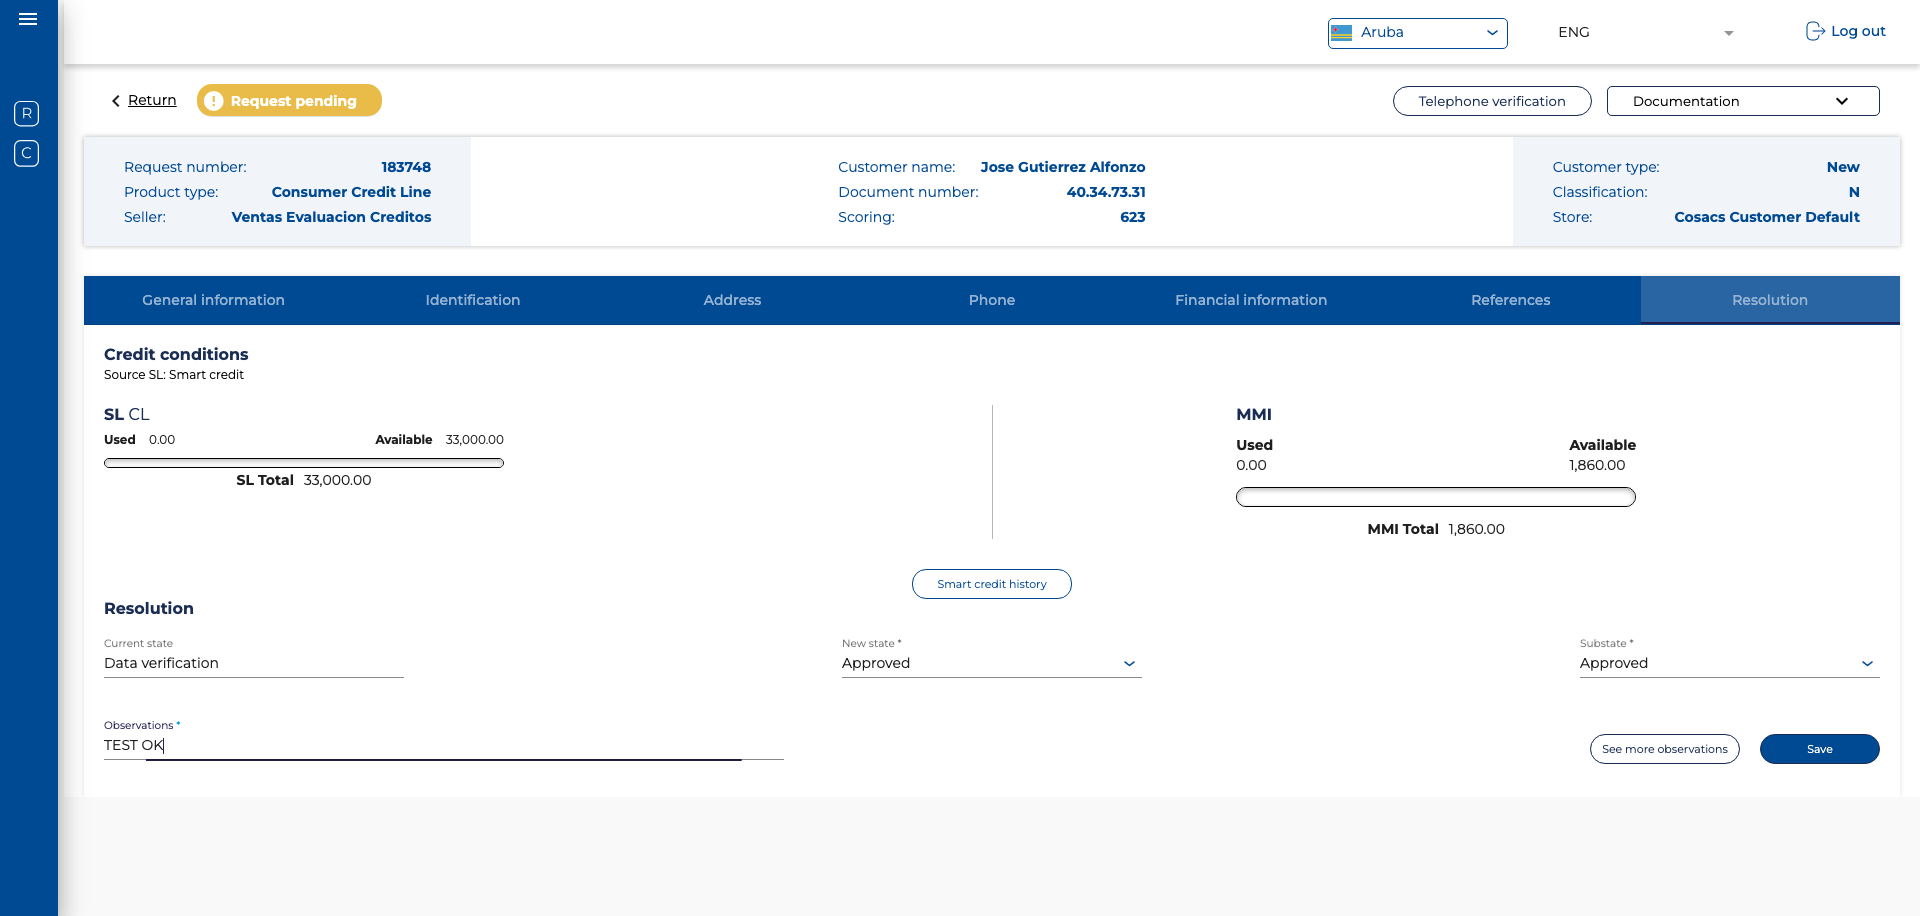 Aruba
ENG
Log out
R
C
Return
Request pending
Telephone verification
Documentation
Request number: 183748
Product type: Consumer Credit Line
Seller: Ventas Evaluacion Creditos
Customer name: Jose Gutierrez Alfonzo
Document number: 40.34.73.31
Scoring: 623
Customer type: New
Classification: N
Store: Cosacs Customer Default
General information
Identification
Address
Phone
Financial information
References
Resolution
Credit conditions
Source SL: Smart credit
SL CL
Used 0.00 Available 33,000.00
SL Total 33,000.00
MMI
Used Available
0.00 1,860.00
MMI Total 1,860.00
Smart credit history
Resolution
Current state
Data verification
New state *
Approved
Substate *
Approved
Observations *
TEST OK
See more observations
Save